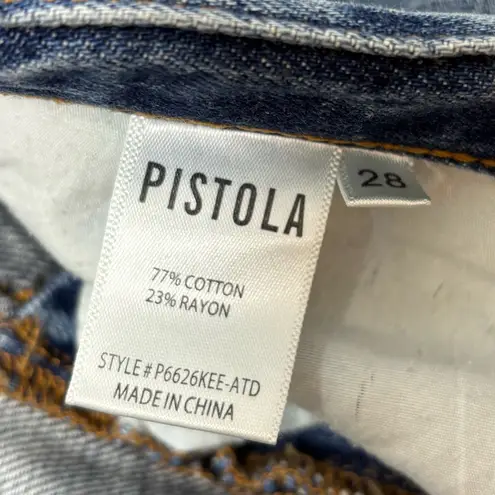 PISTOLA
28
77% COTTON
23% RAYON
STYLE# P6626KEE-ATD
MADE IN CHINA